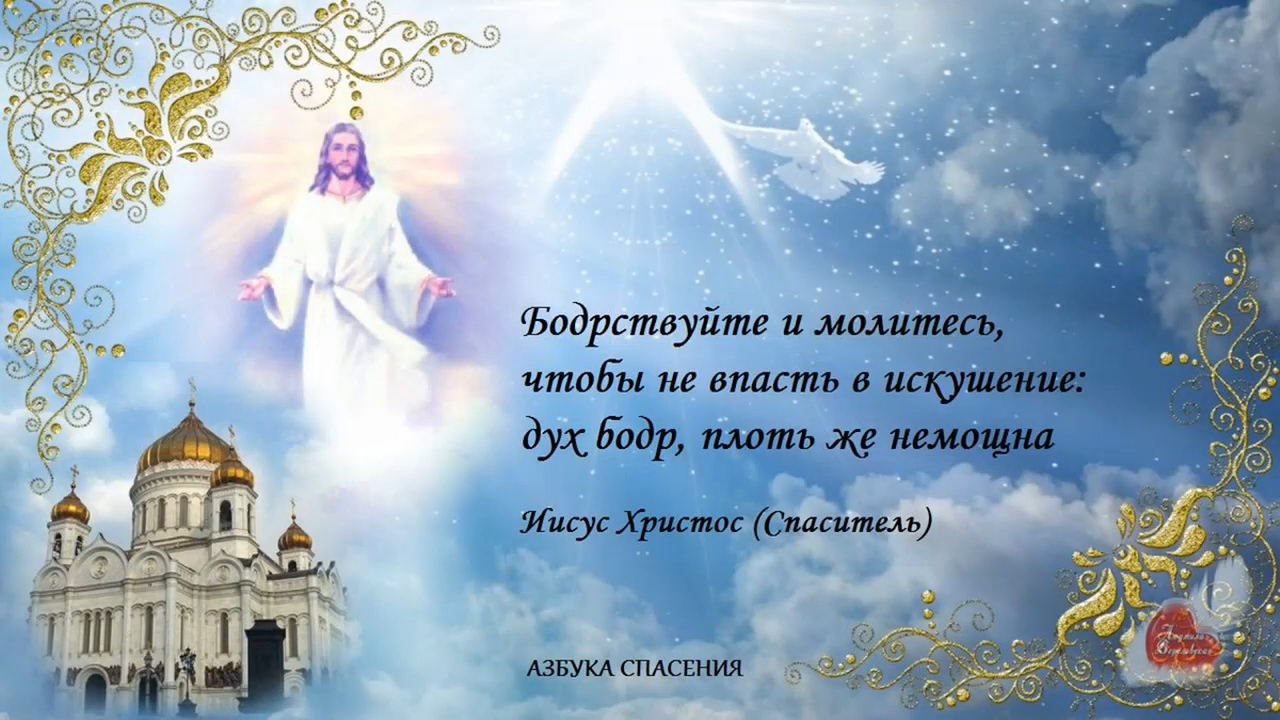 Бодрствуйте и молитесь,
чтобы не впасть в искушение:
дух бодр, плоть же немощна
Иисус Христос (Спаситель)
АЗБУКА СПАСЕНИЯ